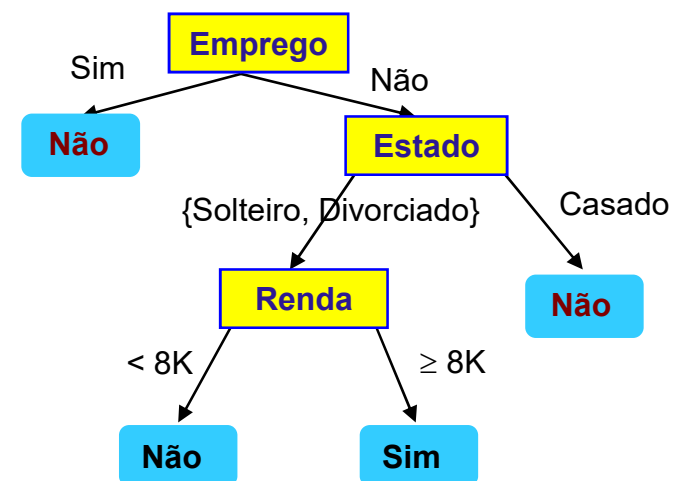 Emprego
Sim
Não
Não
Estado
{Solteiro, Divorciado}
Casado
Renda
Não
< 8K
≥ 8K
Não
Sim